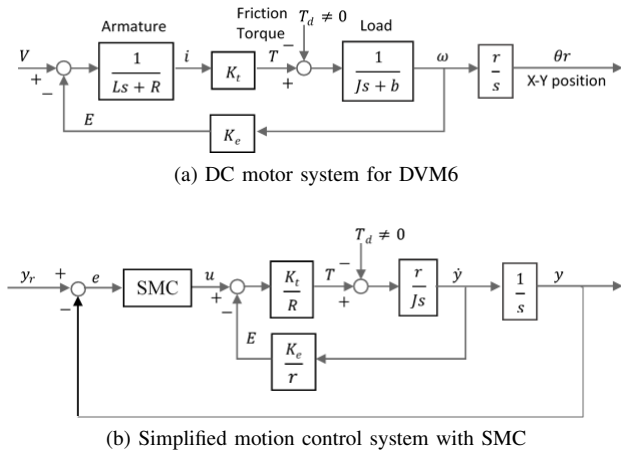 Armature
Friction
Torque
T_d ≠ 0
Load
V
+
−
1
Ls + R
i
K_t
T
−
+
1
Js + b
ω
r
s
θr
X-Y position
E
K_e
(a) DC motor system for DVM6
y_r
+
−
e
SMC
u
+
−
K_t
R
T
T_d ≠ 0
−
+
r
Js
ẏ
1
s
y
E
K_e
r
(b) Simplified motion control system with SMC